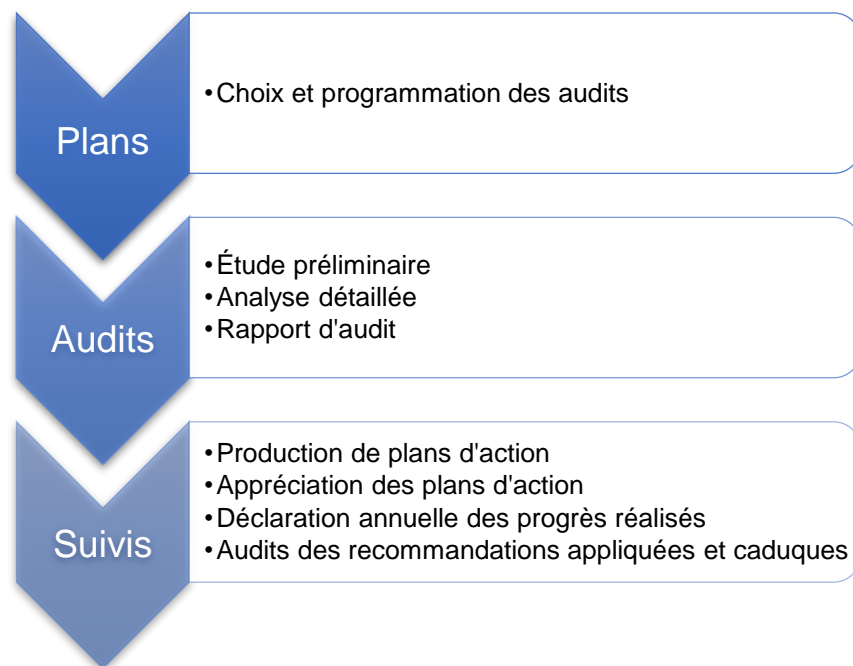 Plans
•Choix et programmation des audits
Audits
•Étude préliminaire
•Analyse détaillée
•Rapport d'audit
Suivis
•Production de plans d'action
•Appréciation des plans d'action
•Déclaration annuelle des progrès réalisés
•Audits des recommandations appliquées et caduques